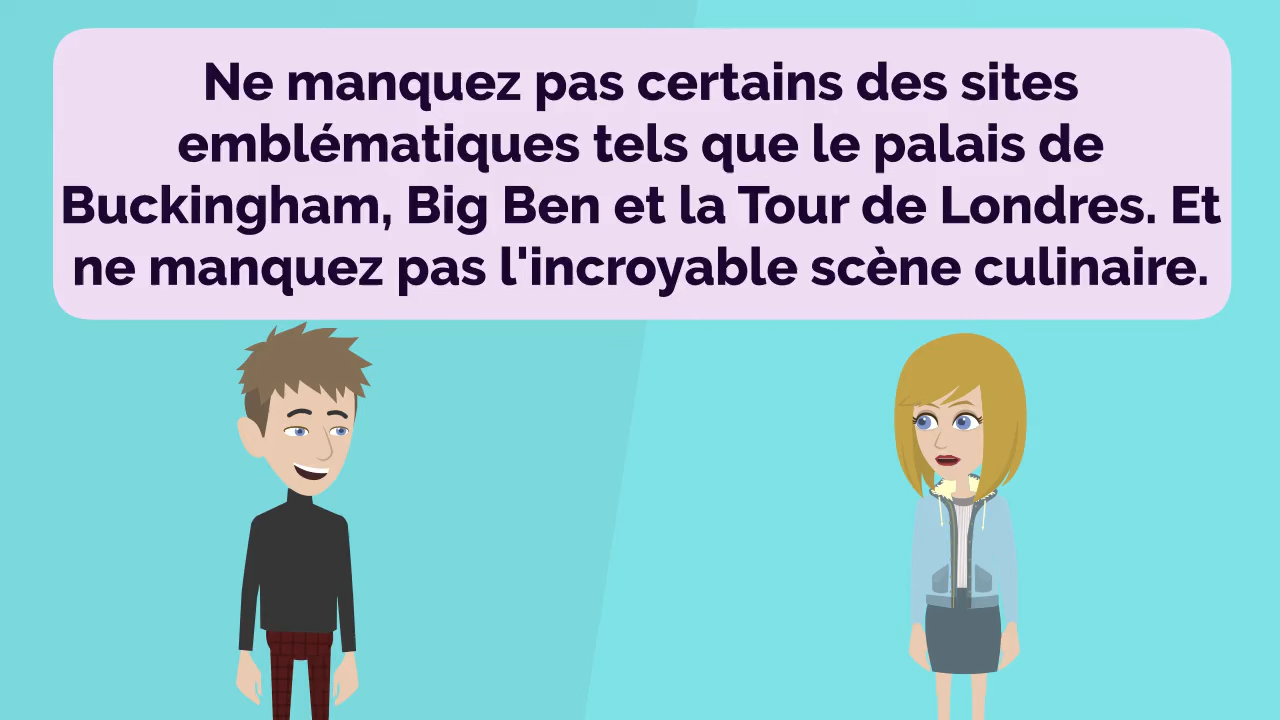 Ne manquez pas certains des sites
emblématiques tels que le palais de
Buckingham, Big Ben et la Tour de Londres. Et
ne manquez pas l'incroyable scène culinaire.